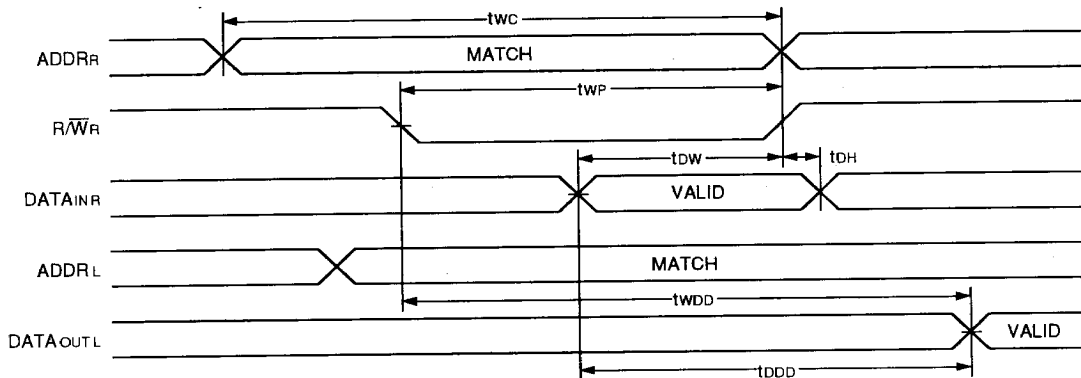 tWC
ADDRR MATCH
tWP
R/W̅R
tDW tDH
DATAINR VALID
ADDRL MATCH
tWDD
DATAOUTL VALID
tDDD